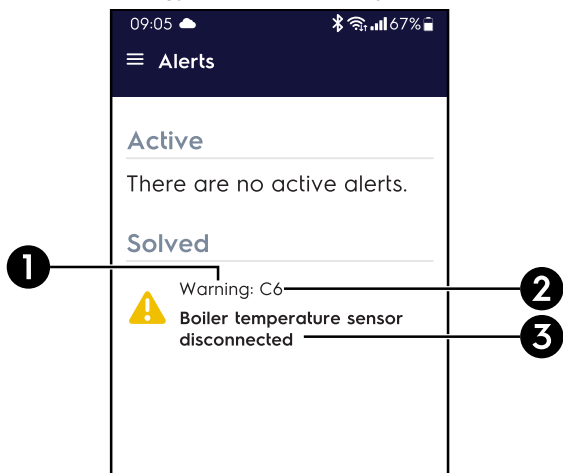 09:05 67%
Alerts
Active
There are no active alerts.
Solved
1
Warning: C6
2
Boiler temperature sensor
disconnected
3